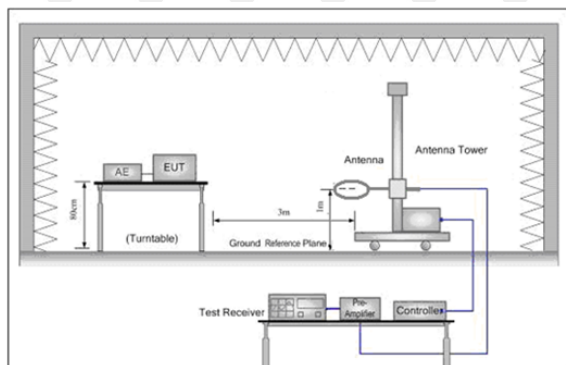 Antenna
Antenna Tower
AE
EUT
80cm
(Turntable)
3m
1m
Ground Reference Plane
Test Receiver
Pre-
Amplifier
Controller